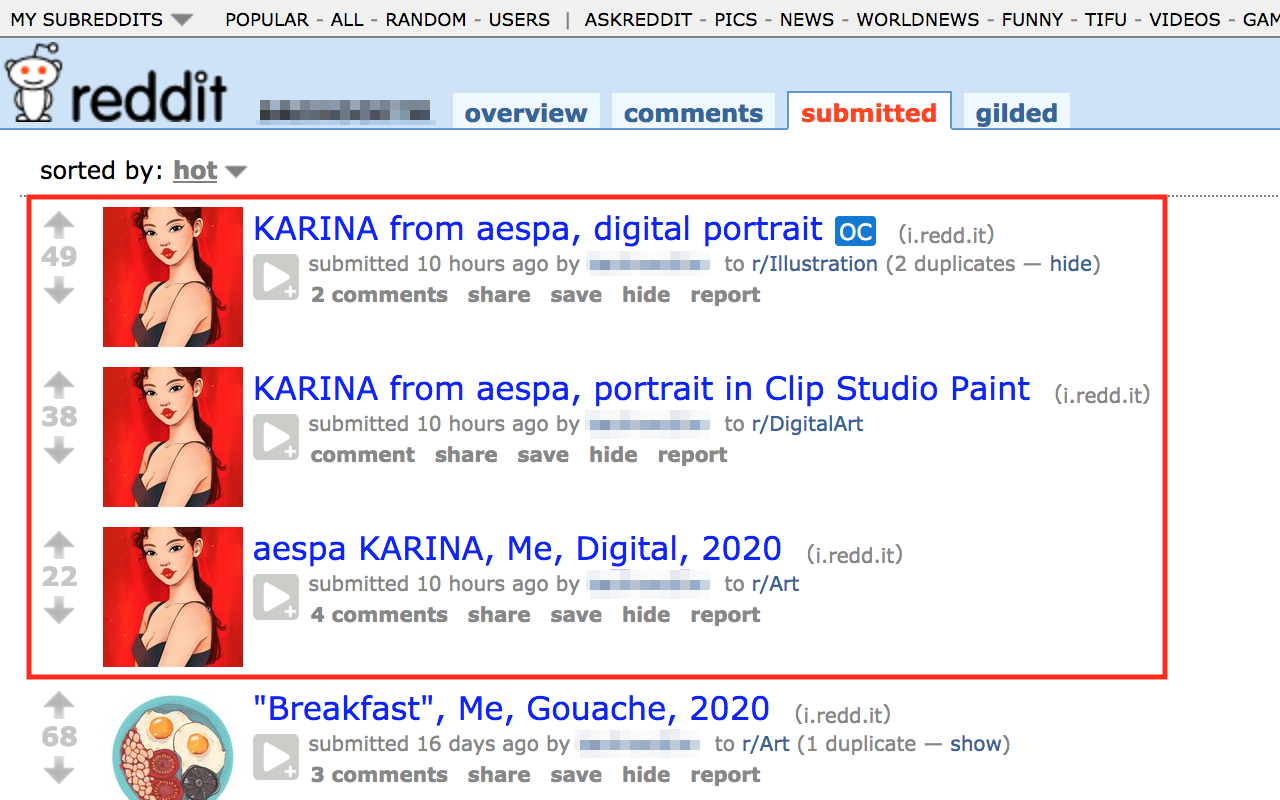 MY SUBREDDITS POPULAR - ALL - RANDOM - USERS | ASKREDDIT - PICS - NEWS - WORLDNEWS - FUNNY - TIFU - VIDEOS - GAM
reddit overview comments submitted gilded
sorted by: hot
KARINA from aespa, digital portrait OC (i.redd.it)
49 submitted 10 hours ago by to r/Illustration (2 duplicates — hide)
2 comments share save hide report
KARINA from aespa, portrait in Clip Studio Paint (i.redd.it)
38 submitted 10 hours ago by to r/DigitalArt
comment share save hide report
aespa KARINA, Me, Digital, 2020 (i.redd.it)
22 submitted 10 hours ago by to r/Art
4 comments share save hide report
"Breakfast", Me, Gouache, 2020 (i.redd.it)
68 submitted 16 days ago by to r/Art (1 duplicate — show)
3 comments share save hide report